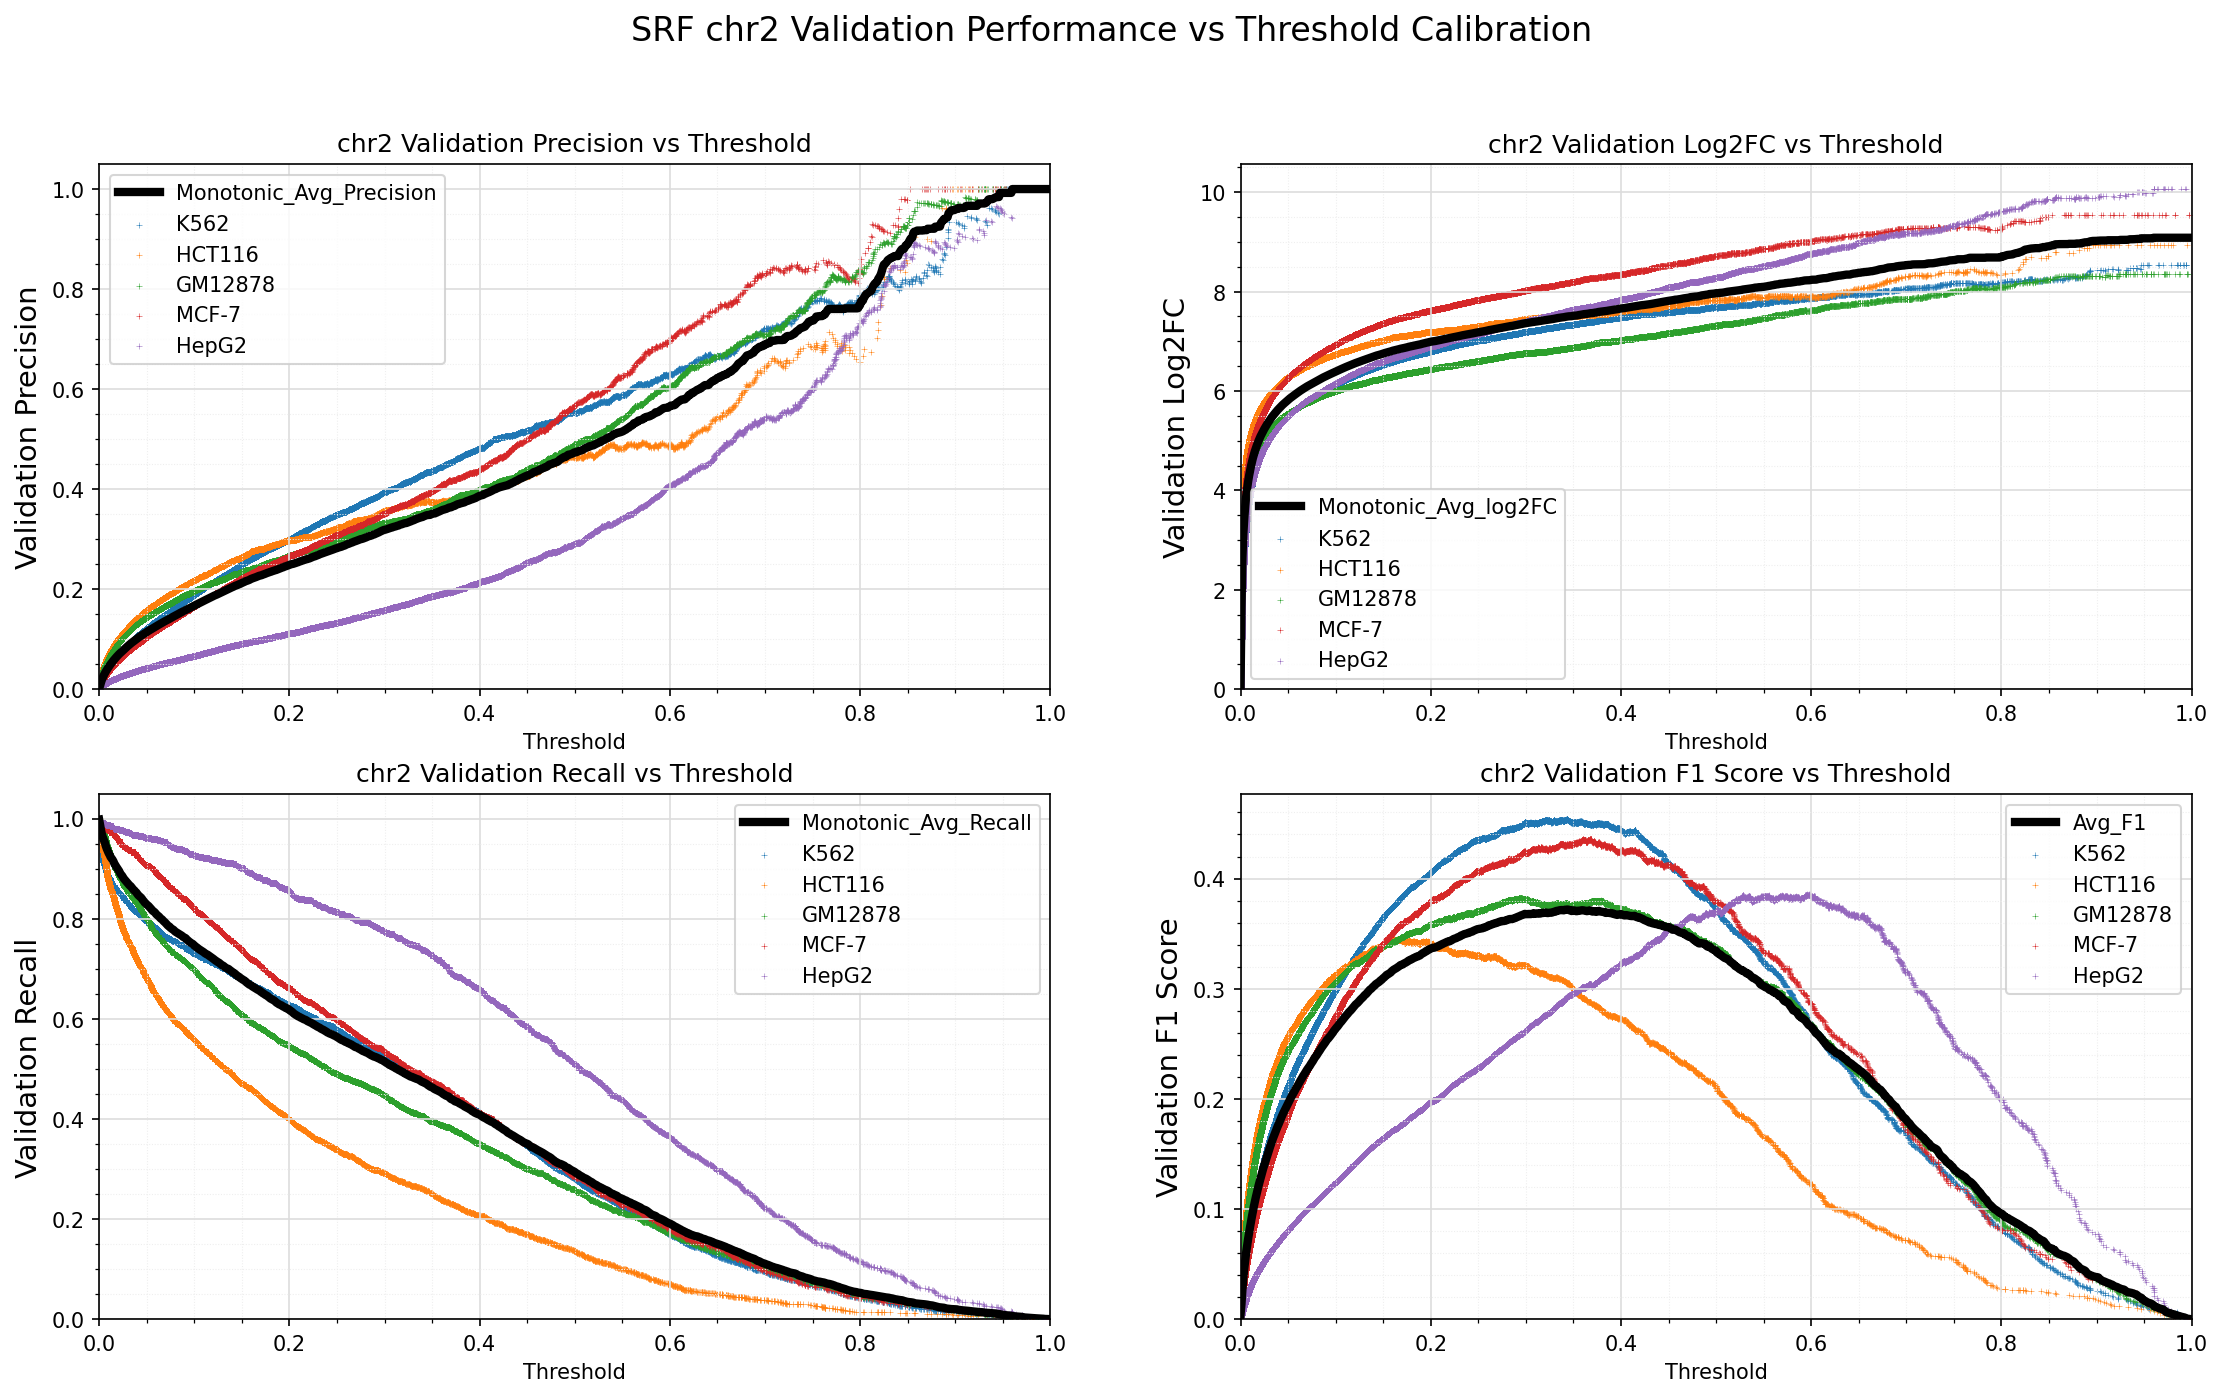 SRF chr2 Validation Performance vs Threshold Calibration
chr2 Validation Precision vs Threshold
Validation Precision
1.0
0.8
0.6
0.4
0.2
0.0
Monotonic_Avg_Precision
K562
HCT116
GM12878
MCF-7
HepG2
0.0 0.2 0.4 0.6 0.8 1.0
Threshold
chr2 Validation Log2FC vs Threshold
Validation Log2FC
10
8
6
4
2
0
Monotonic_Avg_log2FC
K562
HCT116
GM12878
MCF-7
HepG2
0.0 0.2 0.4 0.6 0.8 1.0
Threshold
chr2 Validation Recall vs Threshold
Validation Recall
1.0
0.8
0.6
0.4
0.2
0.0
Monotonic_Avg_Recall
K562
HCT116
GM12878
MCF-7
HepG2
0.0 0.2 0.4 0.6 0.8 1.0
Threshold
chr2 Validation F1 Score vs Threshold
Validation F1 Score
0.4
0.3
0.2
0.1
0.0
Avg_F1
K562
HCT116
GM12878
MCF-7
HepG2
0.0 0.2 0.4 0.6 0.8 1.0
Threshold